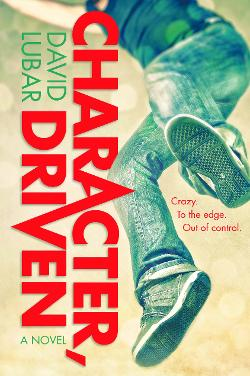 DAVID
LUBAR
CHARACTER,
DRIVEN
A NOVEL
Crazy.
To the edge.
Out of control.